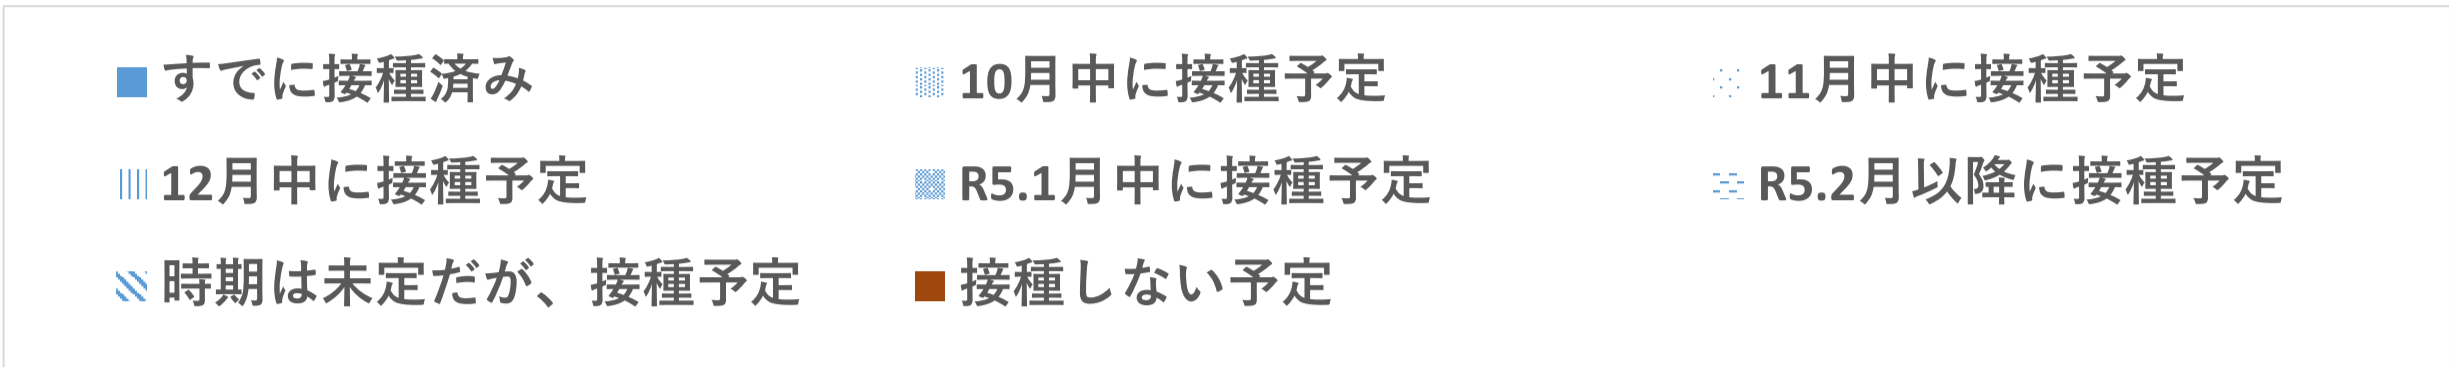 すでに接種済み 10月中に接種予定 11月中に接種予定
12月中に接種予定 R5.1月中に接種予定 R5.2月以降に接種予定
時期は未定だが、接種予定 接種しない予定